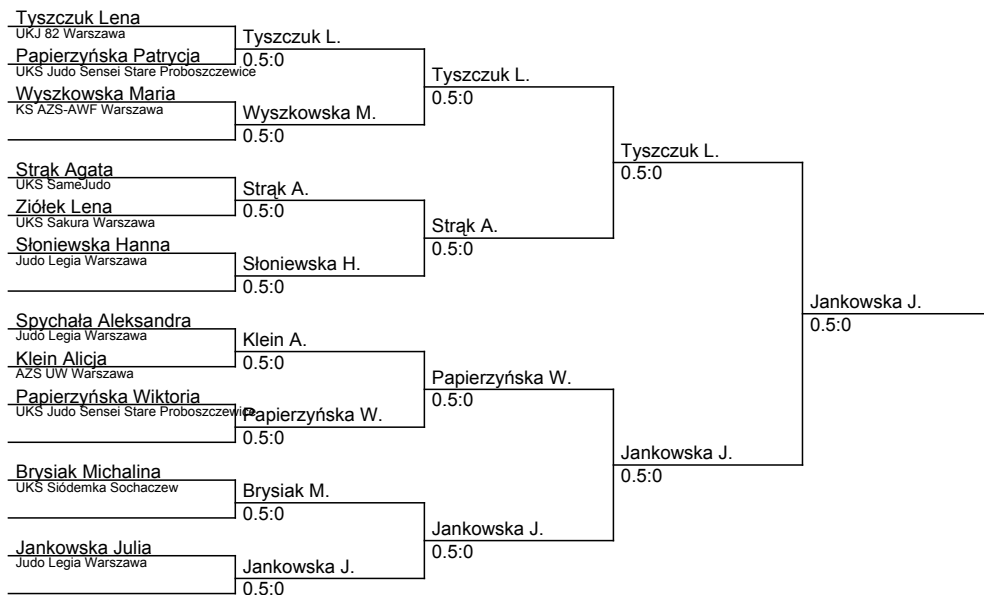 Tyszczuk Lena
UKJ 82 Warszawa
Papierzyńska Patrycja
UKS Judo Sensei Stare Proboszczewice
Wyszkowska Maria
KS AZS-AWF Warszawa
Strąk Agata
UKS SameJudo
Ziółek Lena
UKS Sakura Warszawa
Słoniewska Hanna
Judo Legia Warszawa
Spychała Aleksandra
Judo Legia Warszawa
Klein Alicja
AZS UW Warszawa
Papierzyńska Wiktoria
UKS Judo Sensei Stare Proboszczewice
Brysiak Michalina
UKS Siódemka Sochaczew
Jankowska Julia
Judo Legia Warszawa
Tyszczuk L.
0.5:0
Wyszkowska M.
0.5:0
Strąk A.
0.5:0
Słoniewska H.
0.5:0
Klein A.
0.5:0
Papierzyńska W.
0.5:0
Brysiak M.
0.5:0
Jankowska J.
0.5:0
Tyszczuk L.
0.5:0
Strąk A.
0.5:0
Papierzyńska W.
0.5:0
Jankowska J.
0.5:0
Tyszczuk L.
0.5:0
Jankowska J.
0.5:0
Jankowska J.
0.5:0